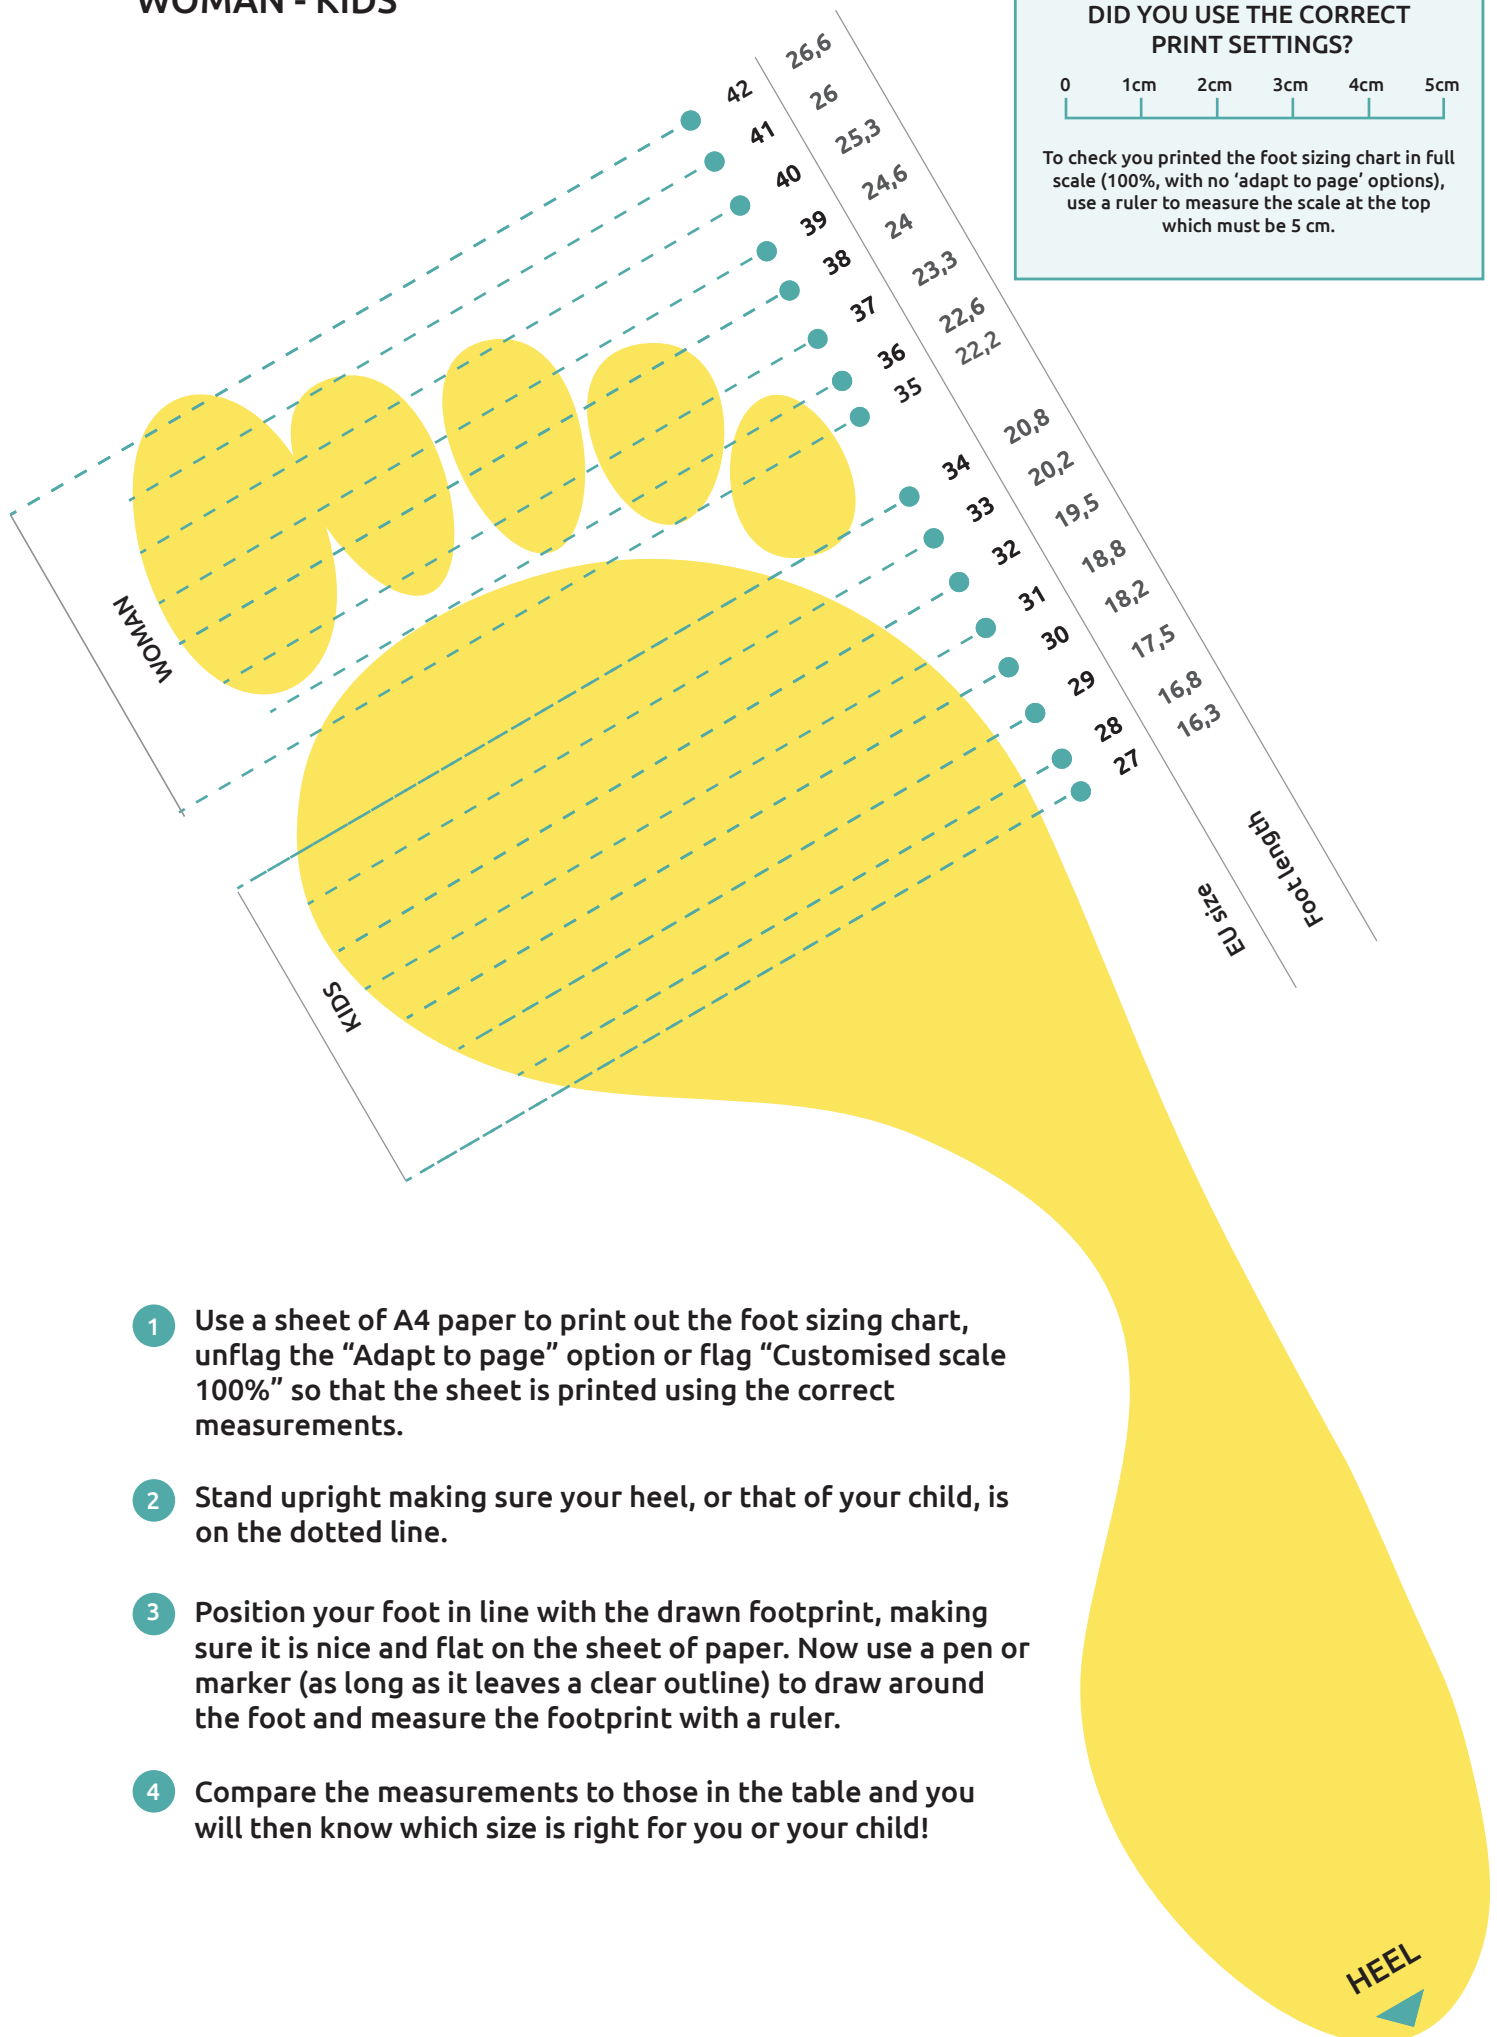 WOMAN - KIDS
DID YOU USE THE CORRECT
PRINT SETTINGS?
0 1cm 2cm 3cm 4cm 5cm
To check you printed the foot sizing chart in full
scale (100%, with no ‘adapt to page’ options),
use a ruler to measure the scale at the top
which must be 5 cm.
42 26,6
41 26
40 25,3
39 24,6
38 24
37 23,3
36 22,6
35 22,2
34 20,8
33 20,2
32 19,5
31 18,8
30 18,2
29 17,5
28 16,8
27 16,3
WOMAN
KIDS
EU size
Foot length
1 Use a sheet of A4 paper to print out the foot sizing chart,
unflag the “Adapt to page” option or flag “Customised scale
100%” so that the sheet is printed using the correct
measurements.
2 Stand upright making sure your heel, or that of your child, is
on the dotted line.
3 Position your foot in line with the drawn footprint, making
sure it is nice and flat on the sheet of paper. Now use a pen or
marker (as long as it leaves a clear outline) to draw around
the foot and measure the footprint with a ruler.
4 Compare the measurements to those in the table and you
will then know which size is right for you or your child!
HEEL